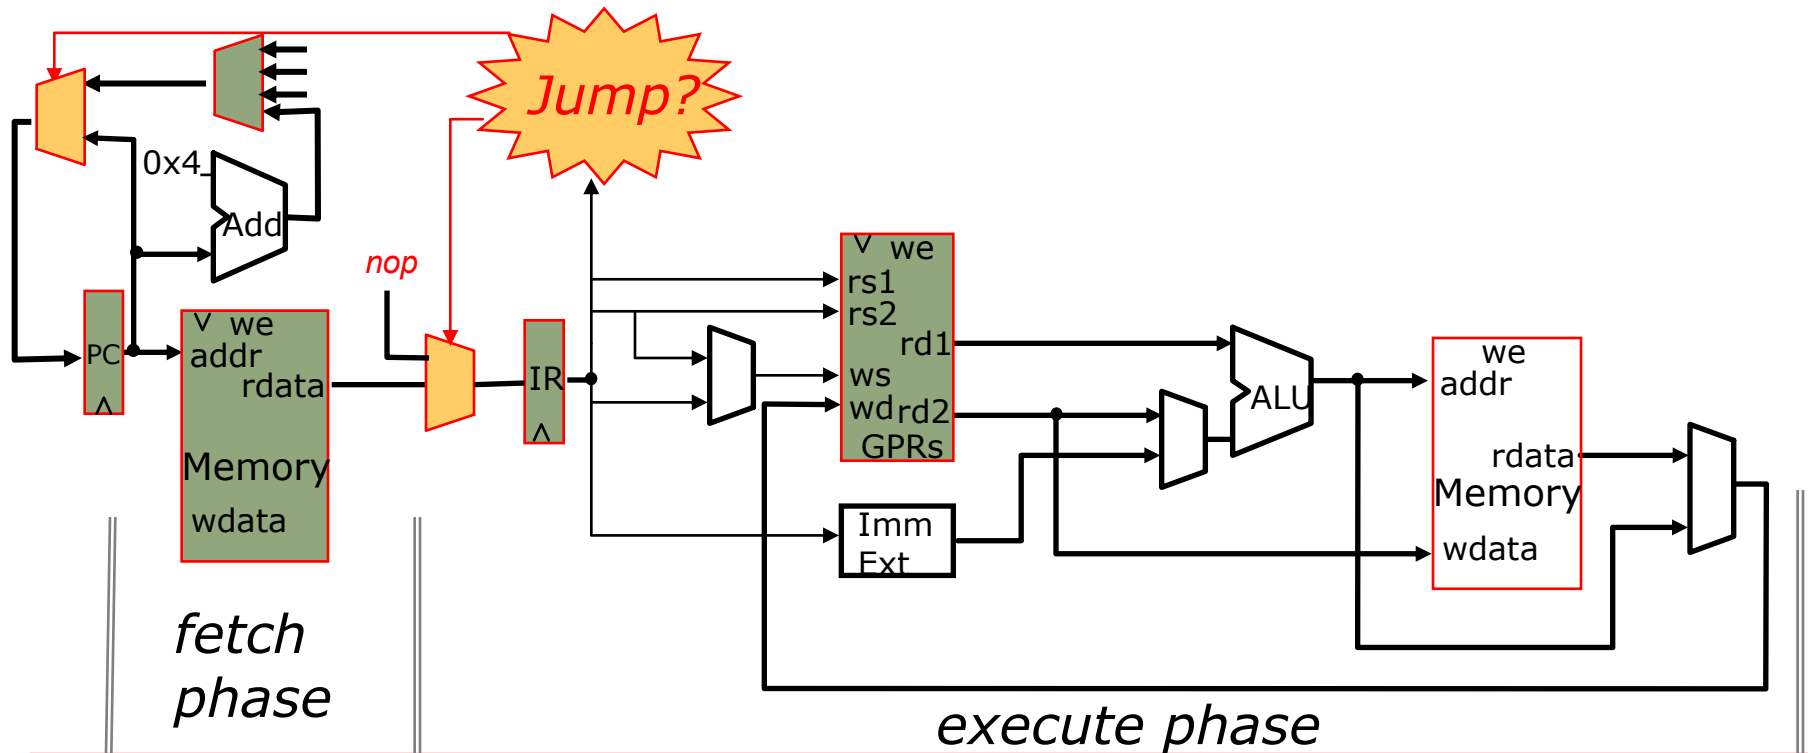 Jump?
0x4
Add
nop
PC
we
addr
rdata
Memory
wdata
IR
we
rs1
rs2
rd1
ws
wd rd2
GPRs
Imm
Ext
ALU
we
addr
rdata
Memory
wdata
fetch
phase
execute phase